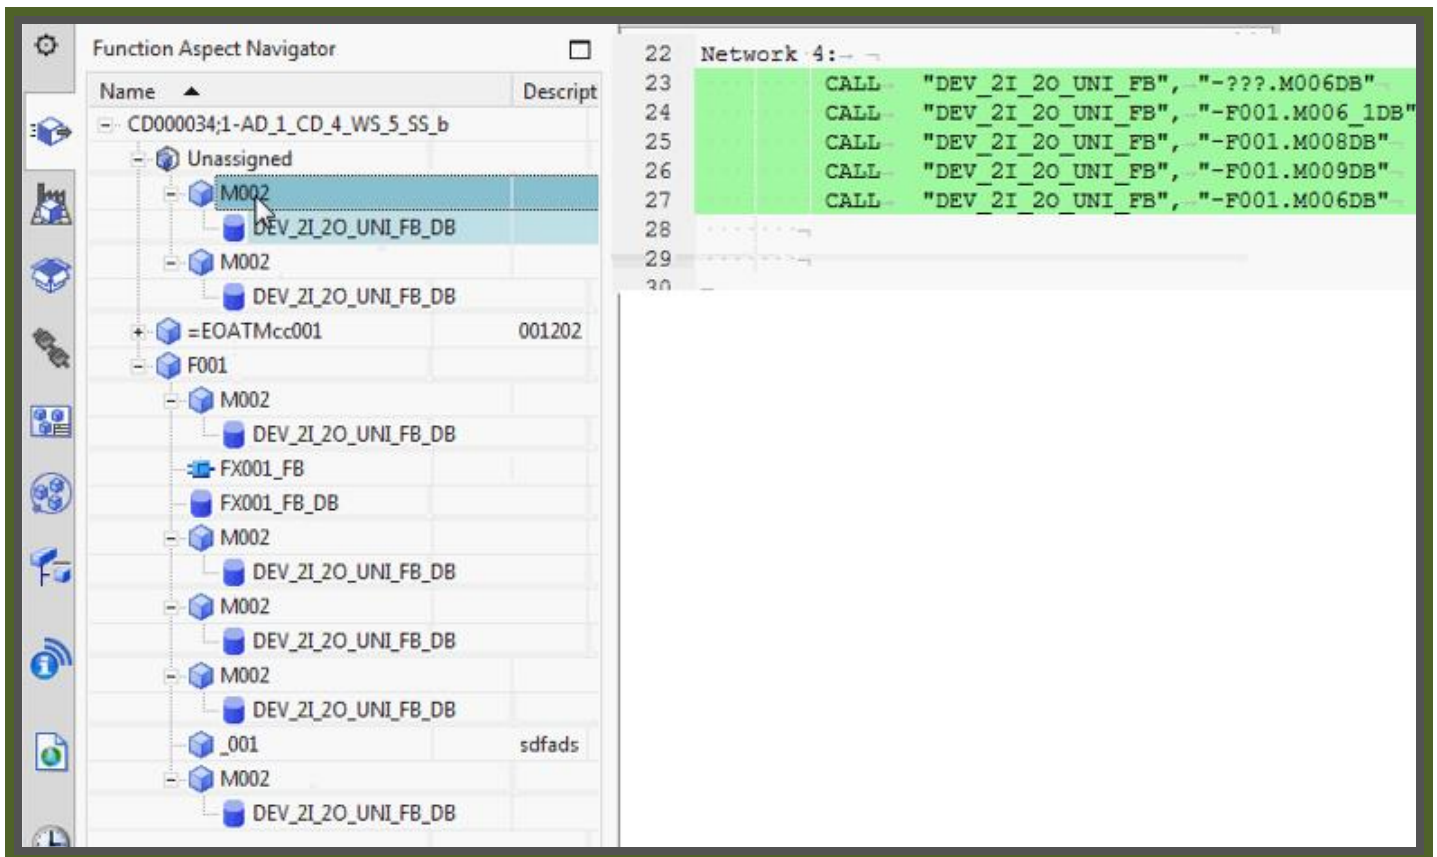 Function Aspect Navigator
Name Descript
CD000034;1-AD_1_CD_4_WS_5_SS_b
Unassigned
M002
DEV_2I_2O_UNI_FB_DB
M002
DEV_2I_2O_UNI_FB_DB
=EOATMcc001 001202
F001
M002
DEV_2I_2O_UNI_FB_DB
FX001_FB
FX001_FB_DB
M002
DEV_2I_2O_UNI_FB_DB
M002
DEV_2I_2O_UNI_FB_DB
M002
DEV_2I_2O_UNI_FB_DB
_001 sdfads
M002
DEV_2I_2O_UNI_FB_DB
22 Network 4:
23 CALL "DEV_2I_2O_UNI_FB", "-???.M006DB"
24 CALL "DEV_2I_2O_UNI_FB", "-F001.M006_1DB"
25 CALL "DEV_2I_2O_UNI_FB", "-F001.M008DB"
26 CALL "DEV_2I_2O_UNI_FB", "-F001.M009DB"
27 CALL "DEV_2I_2O_UNI_FB", "-F001.M006DB"
28
29
30